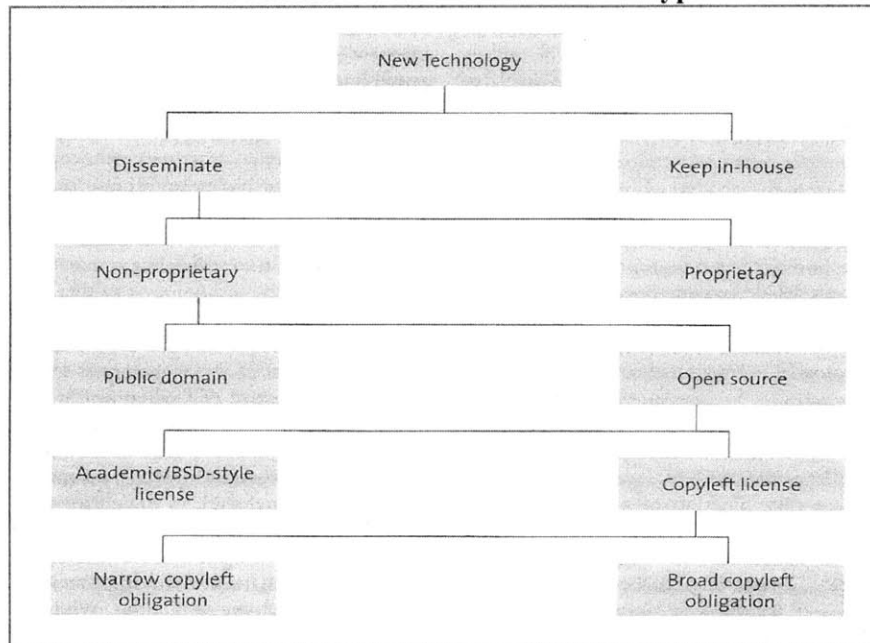 New Technology
Disseminate
Keep in-house
Non-proprietary
Proprietary
Public domain
Open source
Academic/BSD-style
license
Copyleft license
Narrow copyleft
obligation
Broad copyleft
obligation